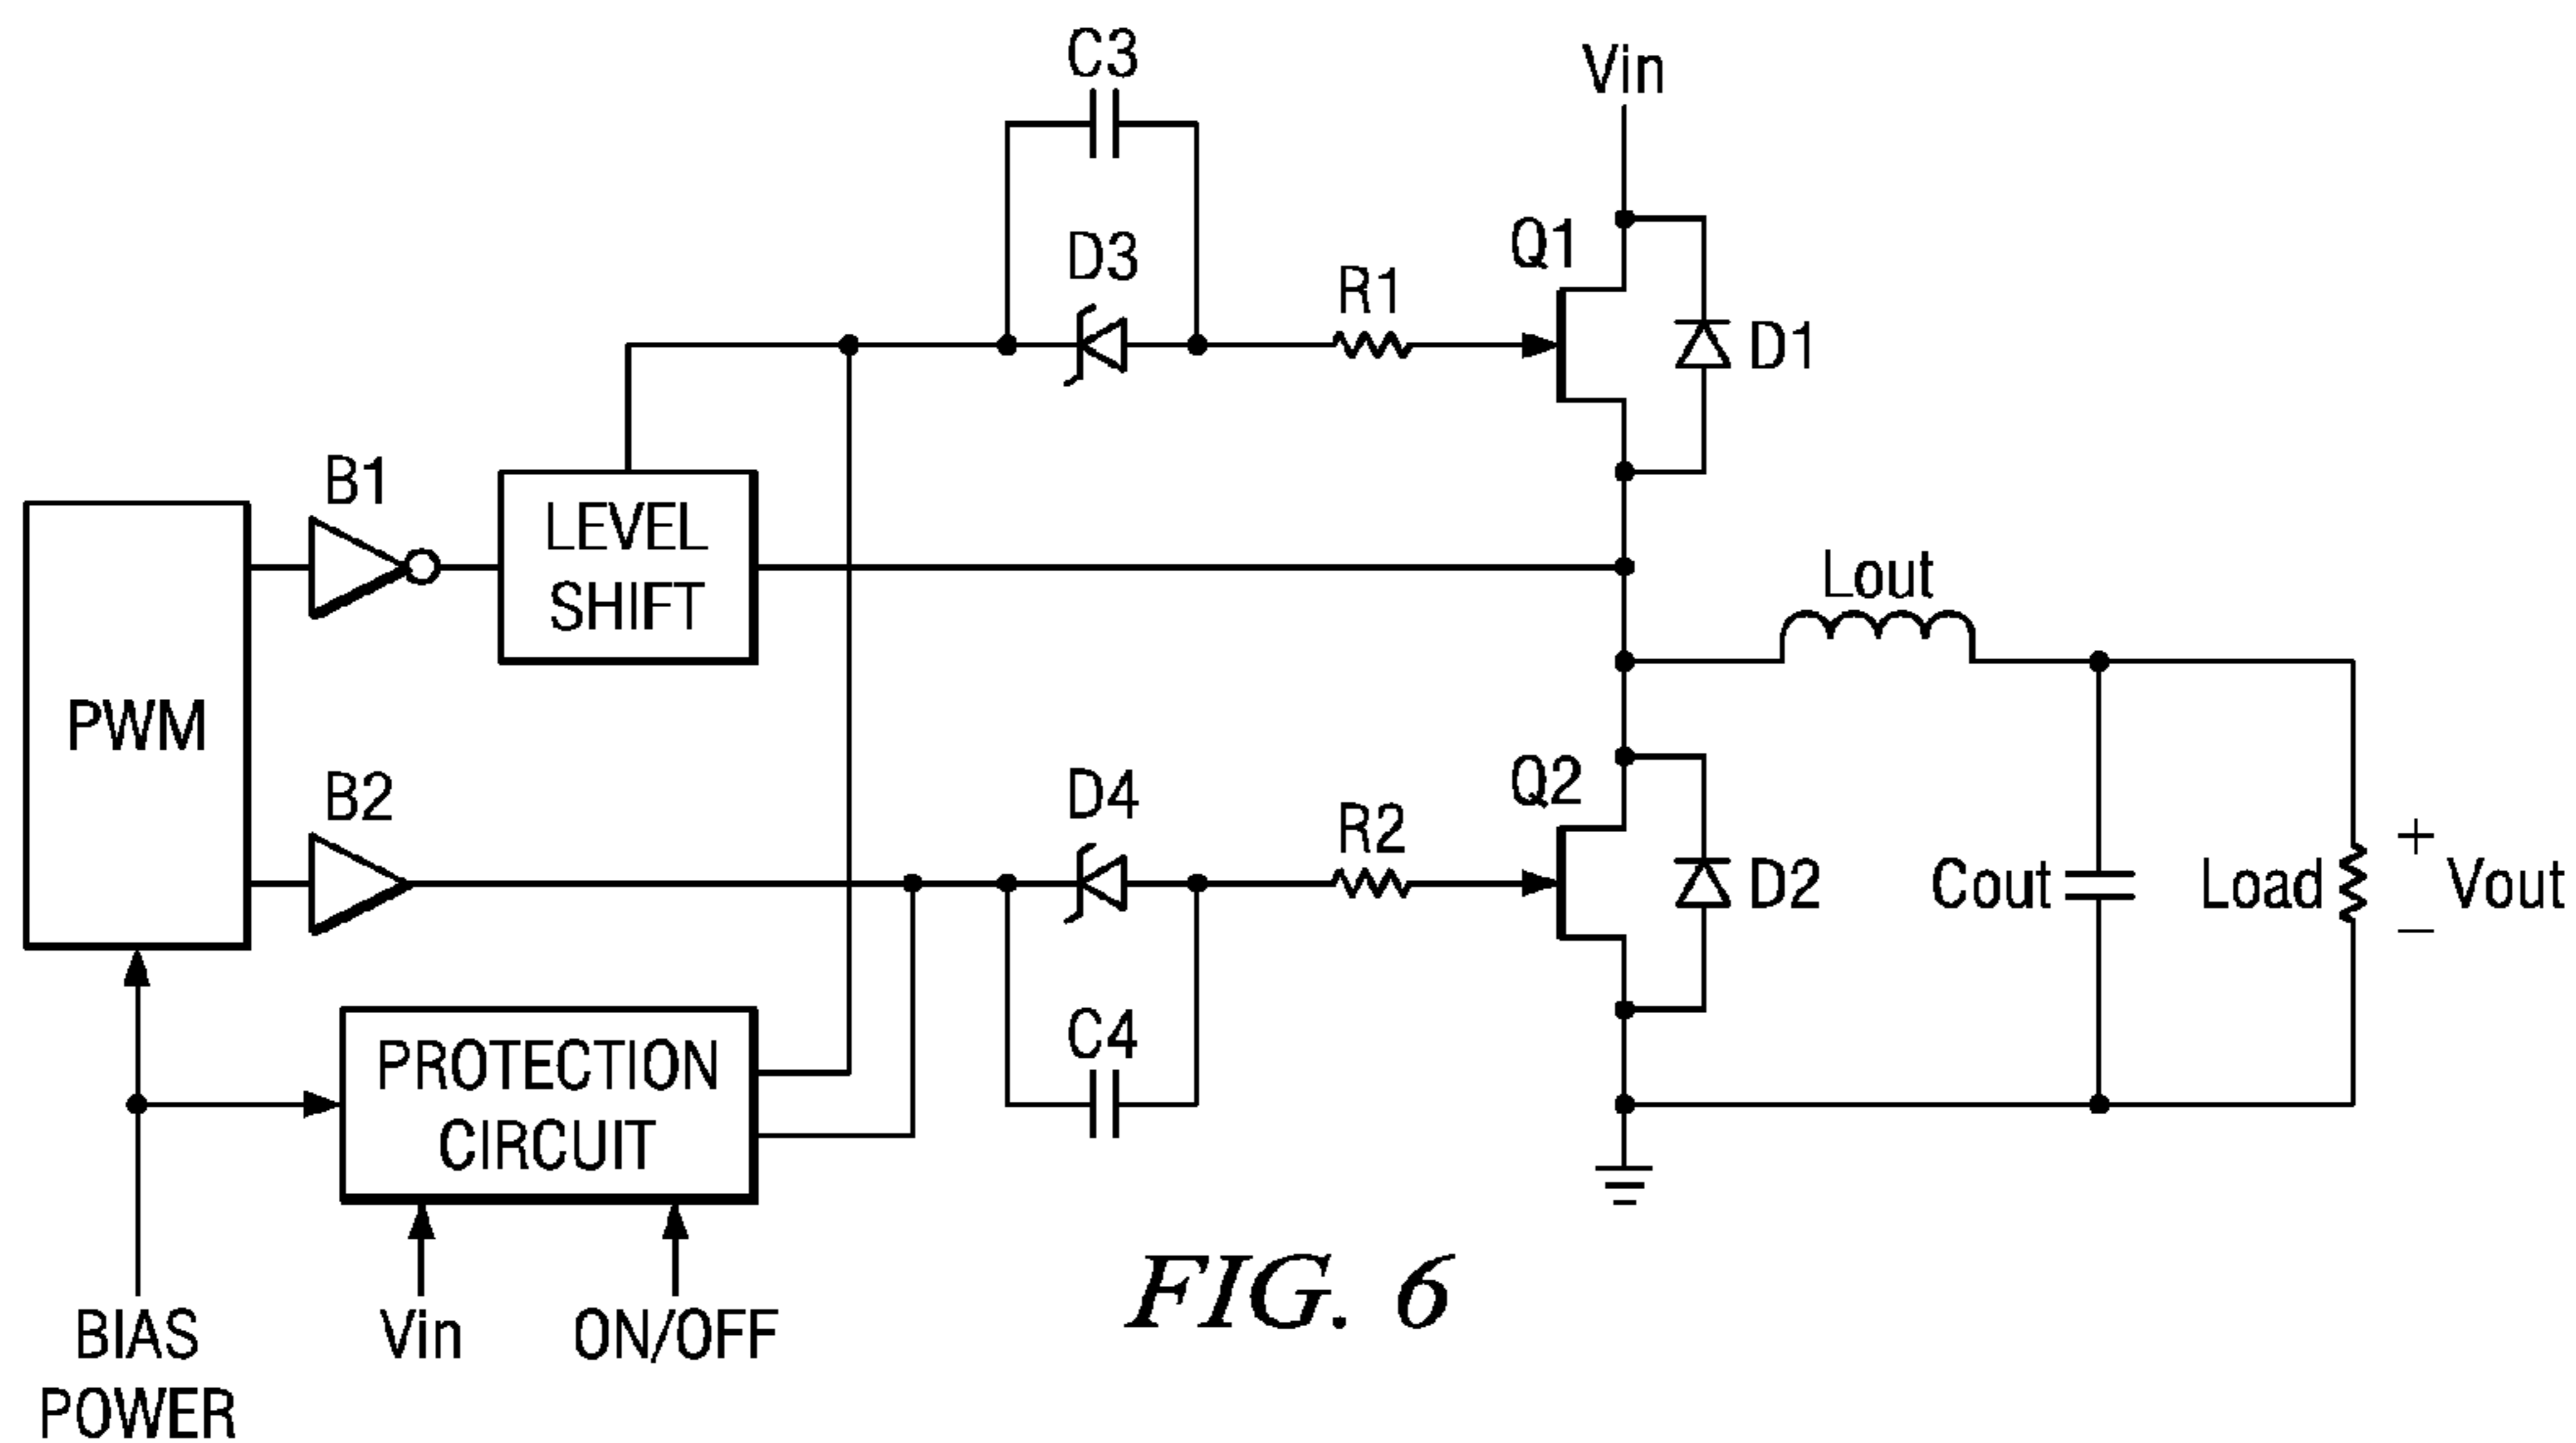 C3
Vin
D3
R1
Q1
D1
B1
LEVEL
SHIFT
Lout
PWM
B2
D4
R2
Q2
D2
Cout
Load
+
Vout
−
PROTECTION
CIRCUIT
C4
BIAS
POWER
Vin
ON/OFF
FIG. 6